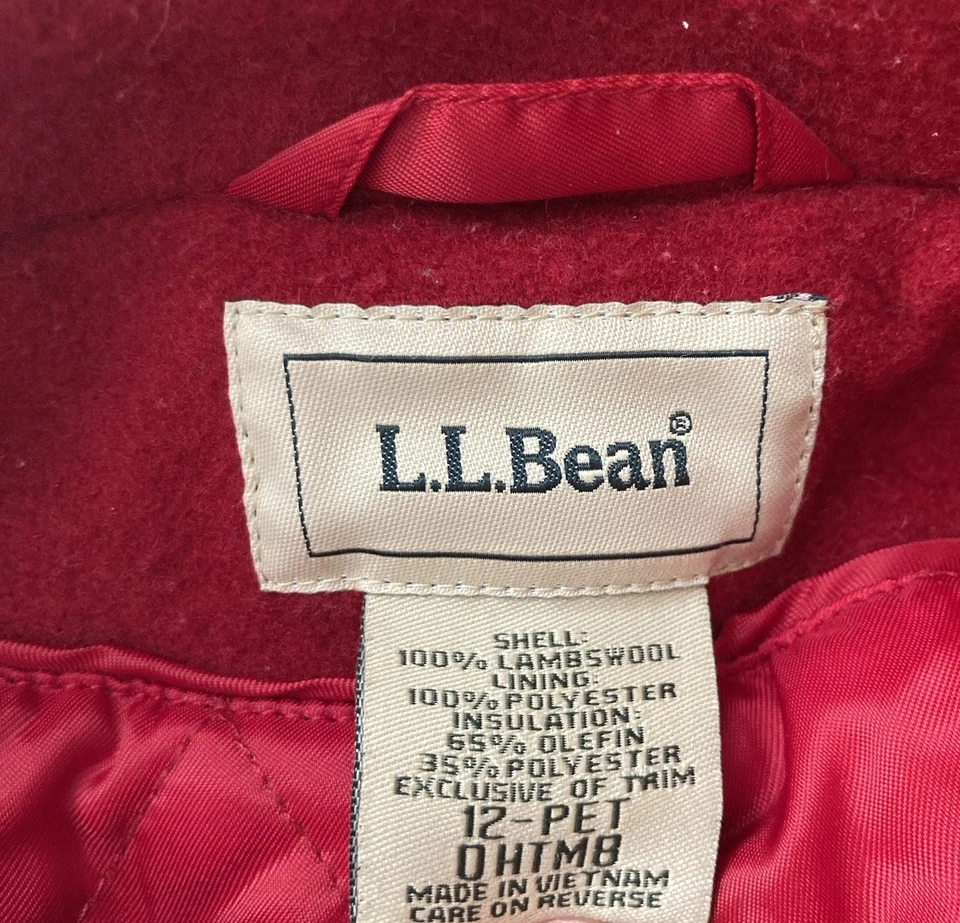 L.L.Bean®
SHELL:
100% LAMBSWOOL
LINING:
100% POLYESTER
INSULATION:
65% OLEFIN
35% POLYESTER
EXCLUSIVE OF TRIM
12-PET
0HTM8
MADE IN VIETNAM
CARE ON REVERSE